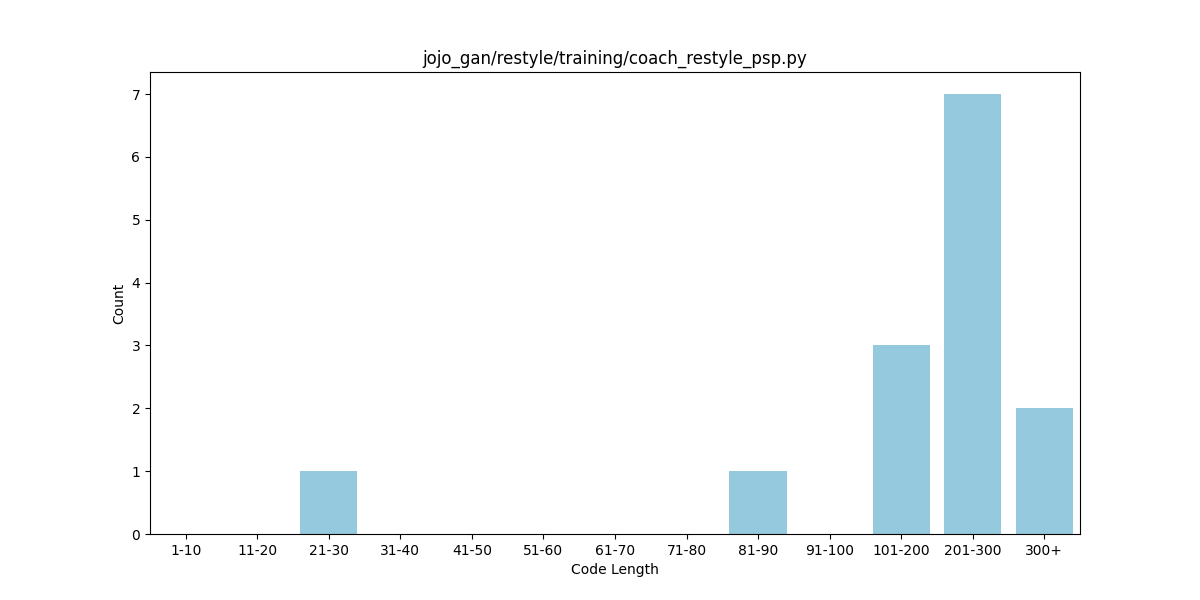 jojo_gan/restyle/training/coach_restyle_psp.py
7
6
5
4
3
2
1
0
Count
1-10 11-20 21-30 31-40 41-50 51-60 61-70 71-80 81-90 91-100 101-200 201-300 300+
Code Length